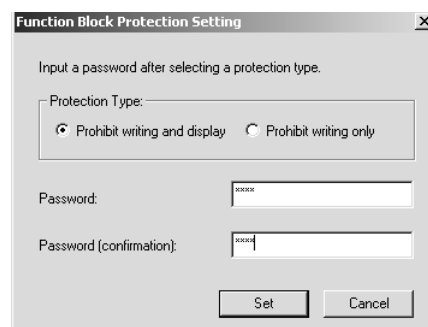 Function Block Protection Setting
Input a password after selecting a protection type.
Protection Type:
Prohibit writing and display Prohibit writing only
Password: ****
Password (confirmation): ****
Set Cancel